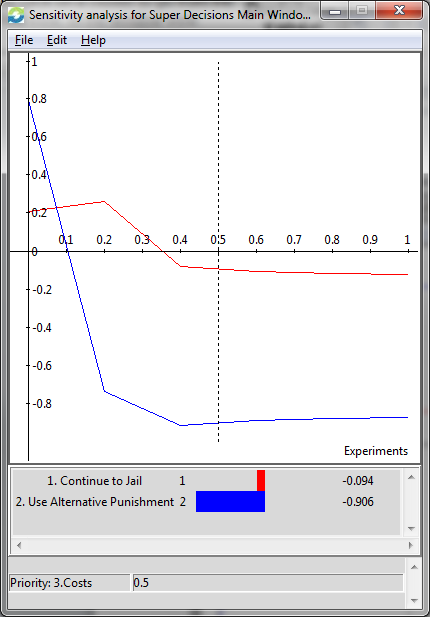 Sensitivity analysis for Super Decisions Main Windo...
File Edit Help
1
0.8
0.6
0.4
0.2
0 0.1 0.2 0.3 0.4 0.5 0.6 0.7 0.8 0.9 1
-0.2
-0.4
-0.6
-0.8
Experiments
1. Continue to Jail 1 -0.094
2. Use Alternative Punishment 2 -0.906
Priority: 3.Costs 0.5